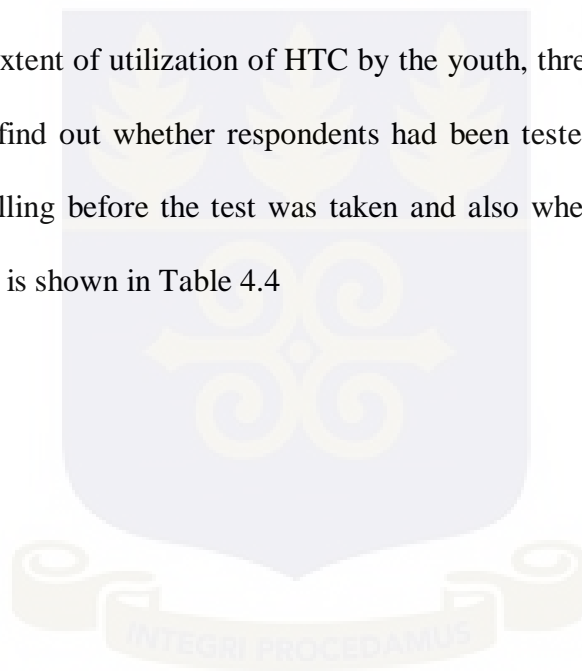 xtent of utilization of HTC by the youth, thre
find out whether respondents had been teste
lling before the test was taken and also whe
is shown in Table 4.4
INTEGRI PROCEDAMUS